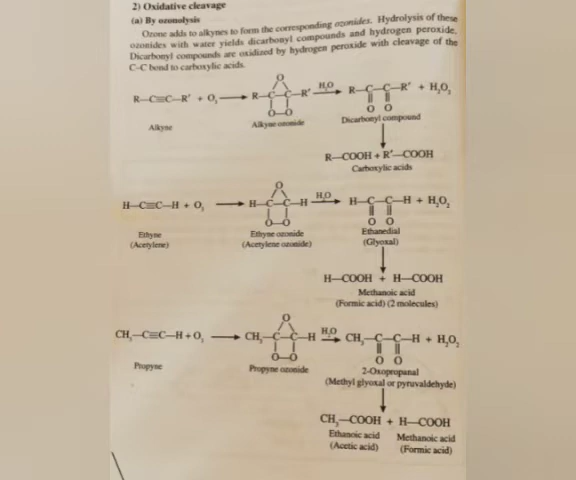 2) Oxidative cleavage
(a) By ozonolysis
Ozone adds to alkynes to form the corresponding ozonides. Hydrolysis of these
ozonides with water yields dicarbonyl compounds and hydrogen peroxide.
Dicarbonyl compounds are oxidized by hydrogen peroxide with cleavage of the
C–C bond to carboxylic acids.
O
O
R–C≡C–R′ + O₃ R–C–C–R′ H₂O R–C–C–R′ + H₂O₂
O–O O O
Alkyne Alkyne ozonide Dicarbonyl compound
R–COOH + R′–COOH
Carboxylic acids
O
H–C≡C–H + O₃ H–C–C–H H₂O H–C–C–H + H₂O₂
O–O O O
Ethyne Ethyne ozonide Ethanedial
(Acetylene) (Acetylene ozonide) (Glyoxal)
H–COOH + H–COOH
Methanoic acid
(Formic acid) (2 molecules)
O
CH₃–C≡C–H + O₃ CH₃–C–C–H H₂O CH₃–C–C–H + H₂O₂
O–O O O
Propyne Propyne ozonide 2-Oxopropanal
(Methyl glyoxal or pyruvaldehyde)
CH₃–COOH + H–COOH
Ethanoic acid Methanoic acid
(Acetic acid) (Formic acid)